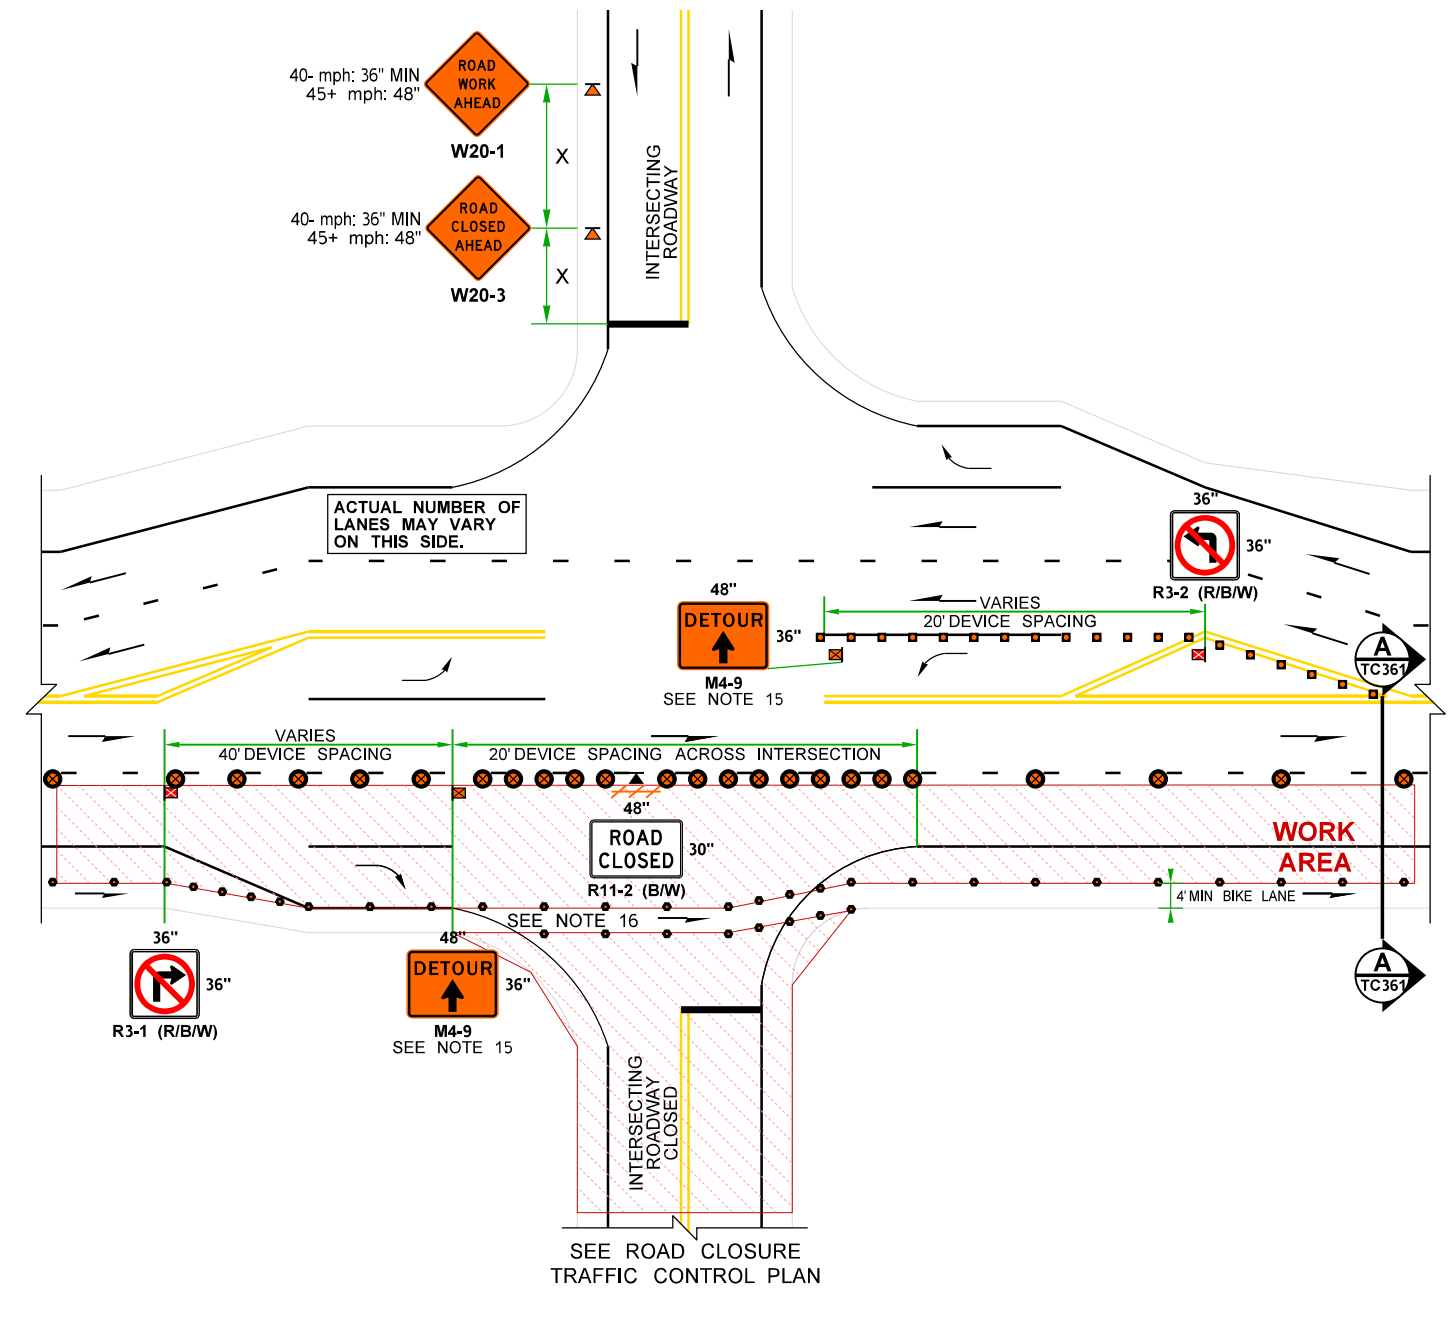 40- mph: 36" MIN
45+ mph: 48"
ROAD
WORK
AHEAD
W20-1
X
40- mph: 36" MIN
45+ mph: 48"
ROAD
CLOSED
AHEAD
W20-3
X
INTERSECTING
ROADWAY
ACTUAL NUMBER OF
LANES MAY VARY
ON THIS SIDE.
36"
36"
R3-2 (R/B/W)
48"
DETOUR
36"
M4-9
SEE NOTE 15
VARIES
20' DEVICE SPACING
A
TC361
VARIES
40' DEVICE SPACING
20' DEVICE SPACING ACROSS INTERSECTION
48"
ROAD
CLOSED
30"
R11-2 (B/W)
WORK
AREA
4' MIN BIKE LANE
SEE NOTE 16
36"
36"
R3-1 (R/B/W)
48"
DETOUR
36"
M4-9
SEE NOTE 15
A
TC361
INTERSECTING
ROADWAY
CLOSED
SEE ROAD CLOSURE
TRAFFIC CONTROL PLAN